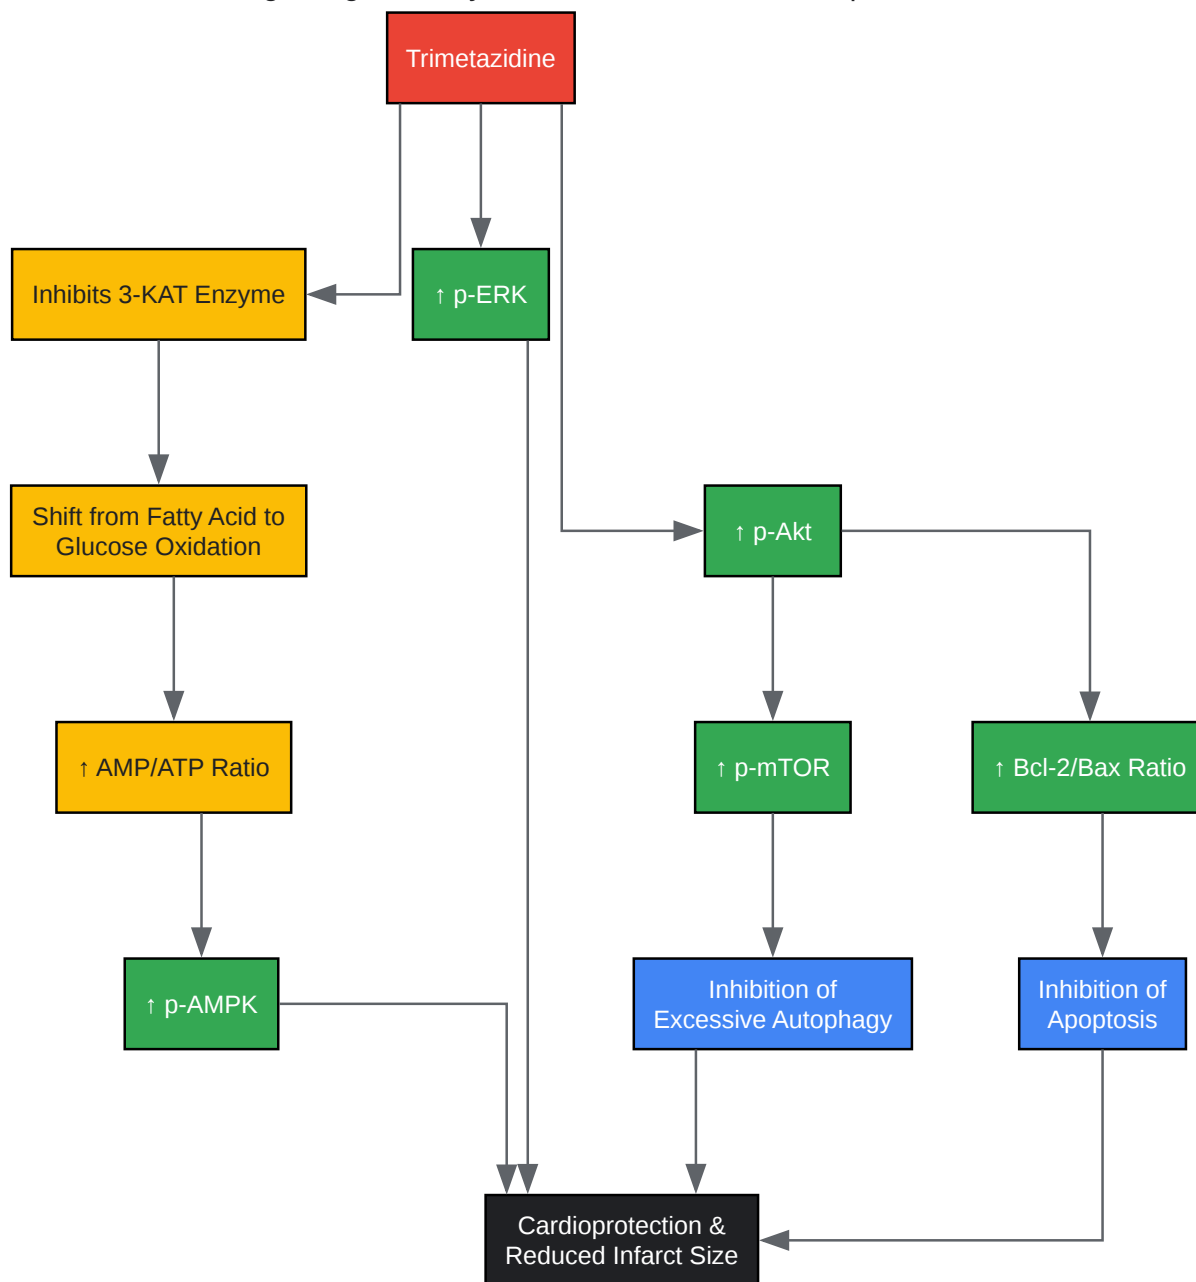 Trimetazidine
Inhibits 3-KAT Enzyme
↑ p-ERK
Shift from Fatty Acid to
Glucose Oxidation
↑ p-Akt
↑ AMP/ATP Ratio
↑ p-mTOR
↑ Bcl-2/Bax Ratio
↑ p-AMPK
Inhibition of
Excessive Autophagy
Inhibition of
Apoptosis
Cardioprotection &
Reduced Infarct Size